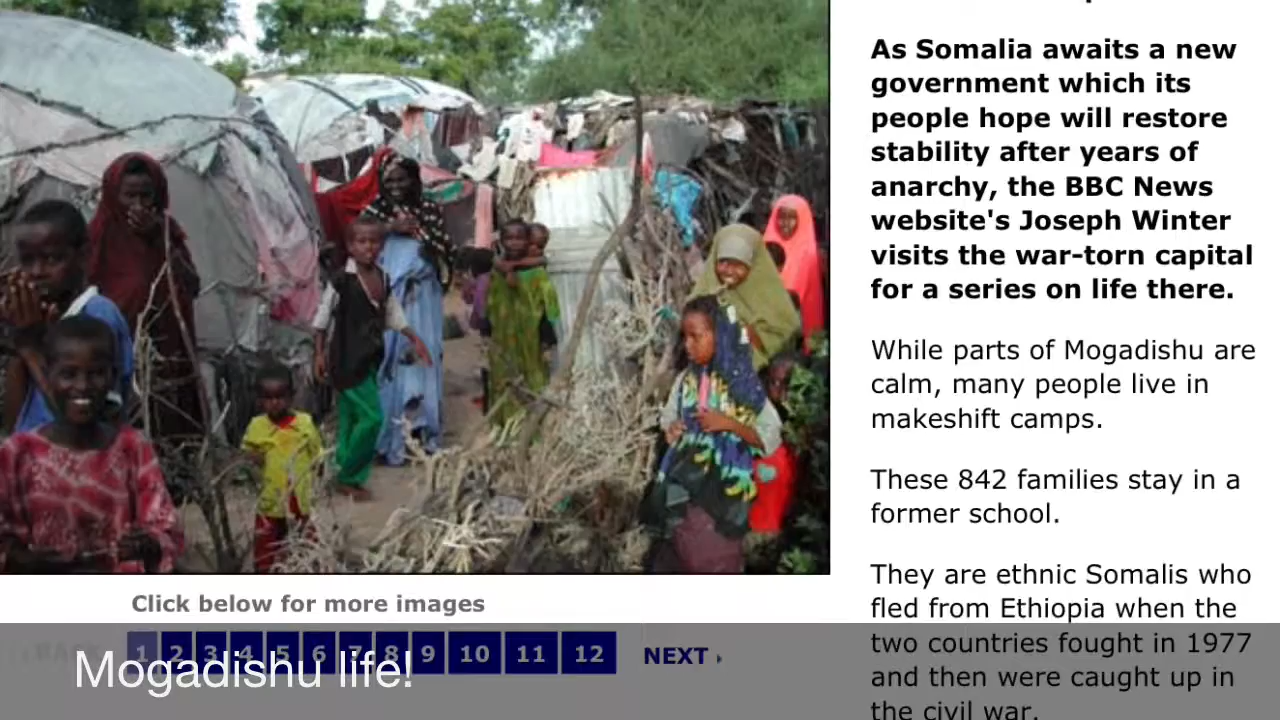 As Somalia awaits a new
government which its
people hope will restore
stability after years of
anarchy, the BBC News
website's Joseph Winter
visits the war-torn capital
for a series on life there.
While parts of Mogadishu are
calm, many people live in
makeshift camps.
These 842 families stay in a
former school.
They are ethnic Somalis who
fled from Ethiopia when the
two countries fought in 1977
and then were caught up in
the civil war.
Click below for more images
BACK 1 2 3 4 5 6 7 8 9 10 11 12 NEXT
Mogadishu life!